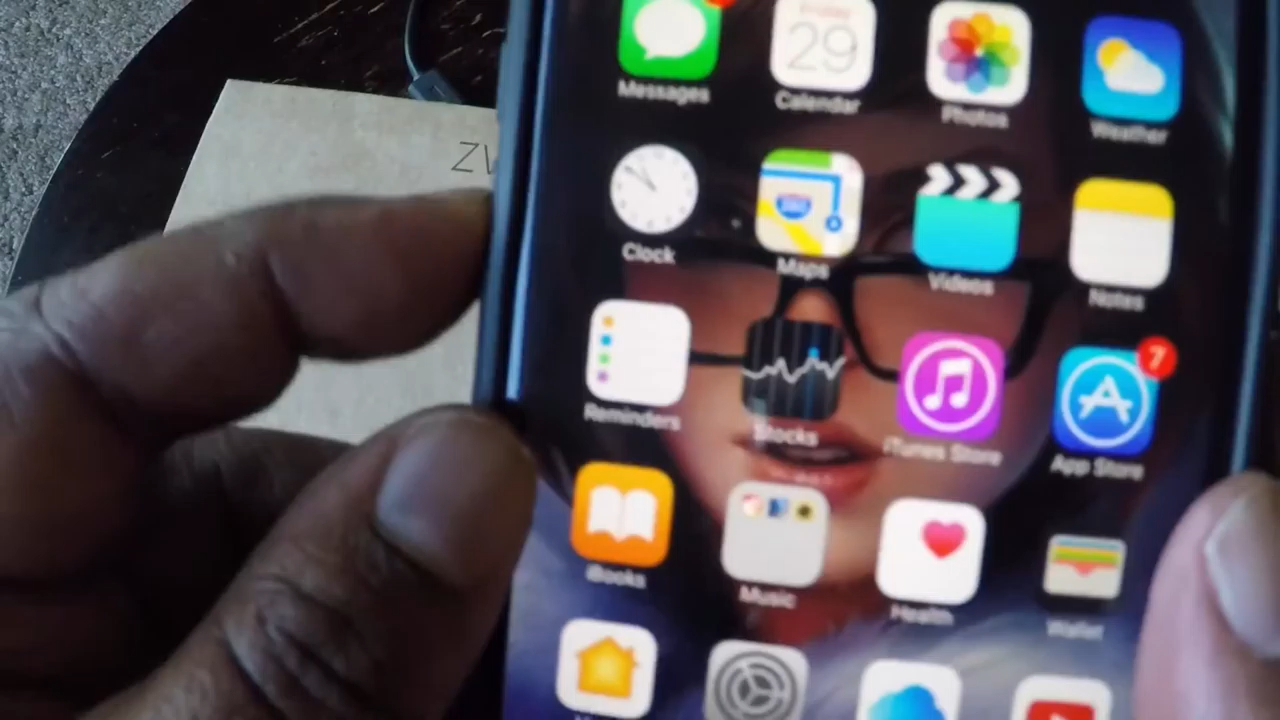 Friday
29
Messages
Calendar
Photos
Weather
Clock
Maps
Videos
Notes
Reminders
Stocks
iTunes Store
App Store
7
iBooks
Music
Health
Wallet